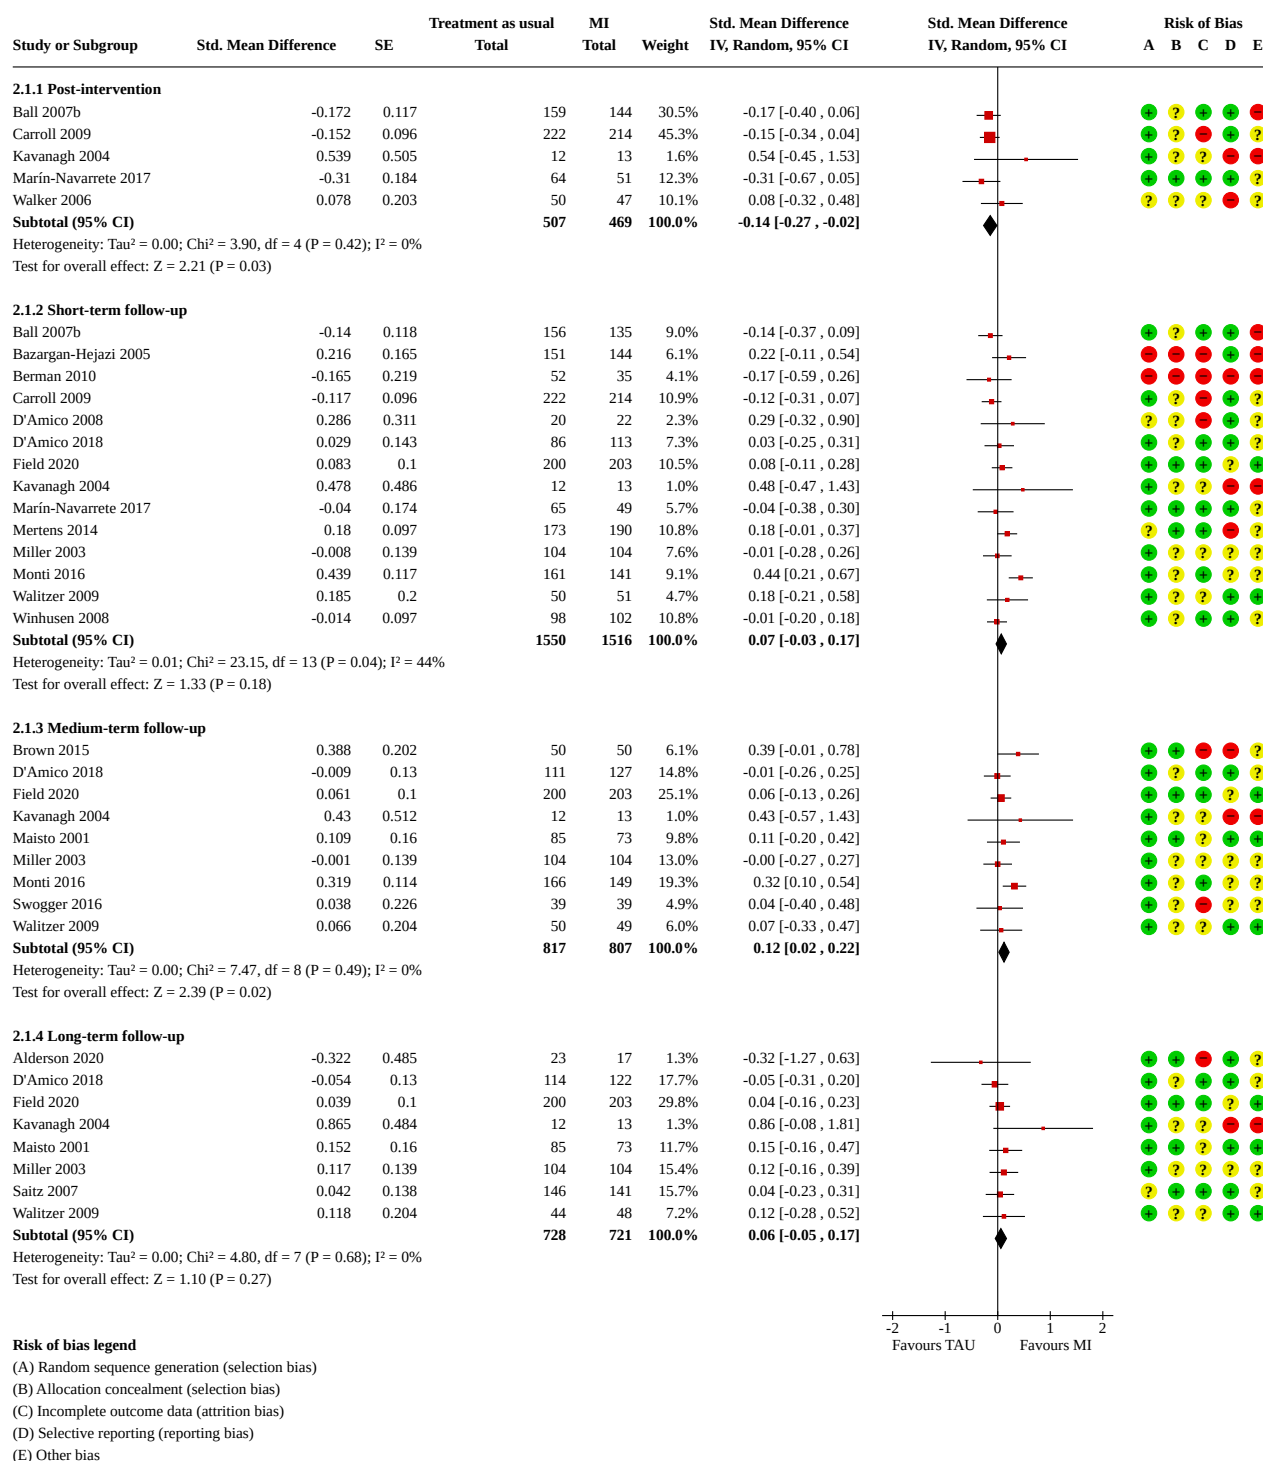 Treatment as usual MI Std. Mean Difference Std. Mean Difference Risk of Bias
Study or Subgroup Std. Mean Difference SE Total Total Weight IV, Random, 95% CI IV, Random, 95% CI A B C D E
2.1.1 Post-intervention
Ball 2007b -0.172 0.117 159 144 30.5% -0.17 [-0.40 , 0.06] + ? + + −
Carroll 2009 -0.152 0.096 222 214 45.3% -0.15 [-0.34 , 0.04] + ? − + ?
Kavanagh 2004 0.539 0.505 12 13 1.6% 0.54 [-0.45 , 1.53] + ? ? − −
Marín-Navarrete 2017 -0.31 0.184 64 51 12.3% -0.31 [-0.67 , 0.05] + + + + ?
Walker 2006 0.078 0.203 50 47 10.1% 0.08 [-0.32 , 0.48] ? ? ? − ?
Subtotal (95% CI) 507 469 100.0% -0.14 [-0.27 , -0.02]
Heterogeneity: Tau² = 0.00; Chi² = 3.90, df = 4 (P = 0.42); I² = 0%
Test for overall effect: Z = 2.21 (P = 0.03)
2.1.2 Short-term follow-up
Ball 2007b -0.14 0.118 156 135 9.0% -0.14 [-0.37 , 0.09] + ? + + −
Bazargan-Hejazi 2005 0.216 0.165 151 144 6.1% 0.22 [-0.11 , 0.54] − − − + −
Berman 2010 -0.165 0.219 52 35 4.1% -0.17 [-0.59 , 0.26] − − − − −
Carroll 2009 -0.117 0.096 222 214 10.9% -0.12 [-0.31 , 0.07] + ? − + ?
D'Amico 2008 0.286 0.311 20 22 2.3% 0.29 [-0.32 , 0.90] ? ? − + ?
D'Amico 2018 0.029 0.143 86 113 7.3% 0.03 [-0.25 , 0.31] + ? + + ?
Field 2020 0.083 0.1 200 203 10.5% 0.08 [-0.11 , 0.28] + + + ? +
Kavanagh 2004 0.478 0.486 12 13 1.0% 0.48 [-0.47 , 1.43] + ? ? − −
Marín-Navarrete 2017 -0.04 0.174 65 49 5.7% -0.04 [-0.38 , 0.30] + + + + ?
Mertens 2014 0.18 0.097 173 190 10.8% 0.18 [-0.01 , 0.37] ? + + − ?
Miller 2003 -0.008 0.139 104 104 7.6% -0.01 [-0.28 , 0.26] + ? ? ? ?
Monti 2016 0.439 0.117 161 141 9.1% 0.44 [0.21 , 0.67] + ? + ? ?
Walitzer 2009 0.185 0.2 50 51 4.7% 0.18 [-0.21 , 0.58] + ? ? + +
Winhusen 2008 -0.014 0.097 98 102 10.8% -0.01 [-0.20 , 0.18] + ? + + ?
Subtotal (95% CI) 1550 1516 100.0% 0.07 [-0.03 , 0.17]
Heterogeneity: Tau² = 0.01; Chi² = 23.15, df = 13 (P = 0.04); I² = 44%
Test for overall effect: Z = 1.33 (P = 0.18)
2.1.3 Medium-term follow-up
Brown 2015 0.388 0.202 50 50 6.1% 0.39 [-0.01 , 0.78] + + − − ?
D'Amico 2018 -0.009 0.13 111 127 14.8% -0.01 [-0.26 , 0.25] + ? + + ?
Field 2020 0.061 0.1 200 203 25.1% 0.06 [-0.13 , 0.26] + + + ? +
Kavanagh 2004 0.43 0.512 12 13 1.0% 0.43 [-0.57 , 1.43] + ? ? − −
Maisto 2001 0.109 0.16 85 73 9.8% 0.11 [-0.20 , 0.42] + + ? + +
Miller 2003 -0.001 0.139 104 104 13.0% -0.00 [-0.27 , 0.27] + ? ? ? ?
Monti 2016 0.319 0.114 166 149 19.3% 0.32 [0.10 , 0.54] + ? + ? ?
Swogger 2016 0.038 0.226 39 39 4.9% 0.04 [-0.40 , 0.48] + ? − ? ?
Walitzer 2009 0.066 0.204 50 49 6.0% 0.07 [-0.33 , 0.47] + ? ? + +
Subtotal (95% CI) 817 807 100.0% 0.12 [0.02 , 0.22]
Heterogeneity: Tau² = 0.00; Chi² = 7.47, df = 8 (P = 0.49); I² = 0%
Test for overall effect: Z = 2.39 (P = 0.02)
2.1.4 Long-term follow-up
Alderson 2020 -0.322 0.485 23 17 1.3% -0.32 [-1.27 , 0.63] + + − + ?
D'Amico 2018 -0.054 0.13 114 122 17.7% -0.05 [-0.31 , 0.20] + ? + + ?
Field 2020 0.039 0.1 200 203 29.8% 0.04 [-0.16 , 0.23] + + + ? +
Kavanagh 2004 0.865 0.484 12 13 1.3% 0.86 [-0.08 , 1.81] + ? ? − −
Maisto 2001 0.152 0.16 85 73 11.7% 0.15 [-0.16 , 0.47] + + ? + +
Miller 2003 0.117 0.139 104 104 15.4% 0.12 [-0.16 , 0.39] + ? ? ? ?
Saitz 2007 0.042 0.138 146 141 15.7% 0.04 [-0.23 , 0.31] ? + + + ?
Walitzer 2009 0.118 0.204 44 48 7.2% 0.12 [-0.28 , 0.52] + ? ? + +
Subtotal (95% CI) 728 721 100.0% 0.06 [-0.05 , 0.17]
Heterogeneity: Tau² = 0.00; Chi² = 4.80, df = 7 (P = 0.68); I² = 0%
Test for overall effect: Z = 1.10 (P = 0.27)
-2 -1 0 1 2
Favours TAU Favours MI
Risk of bias legend
(A) Random sequence generation (selection bias)
(B) Allocation concealment (selection bias)
(C) Incomplete outcome data (attrition bias)
(D) Selective reporting (reporting bias)
(E) Other bias